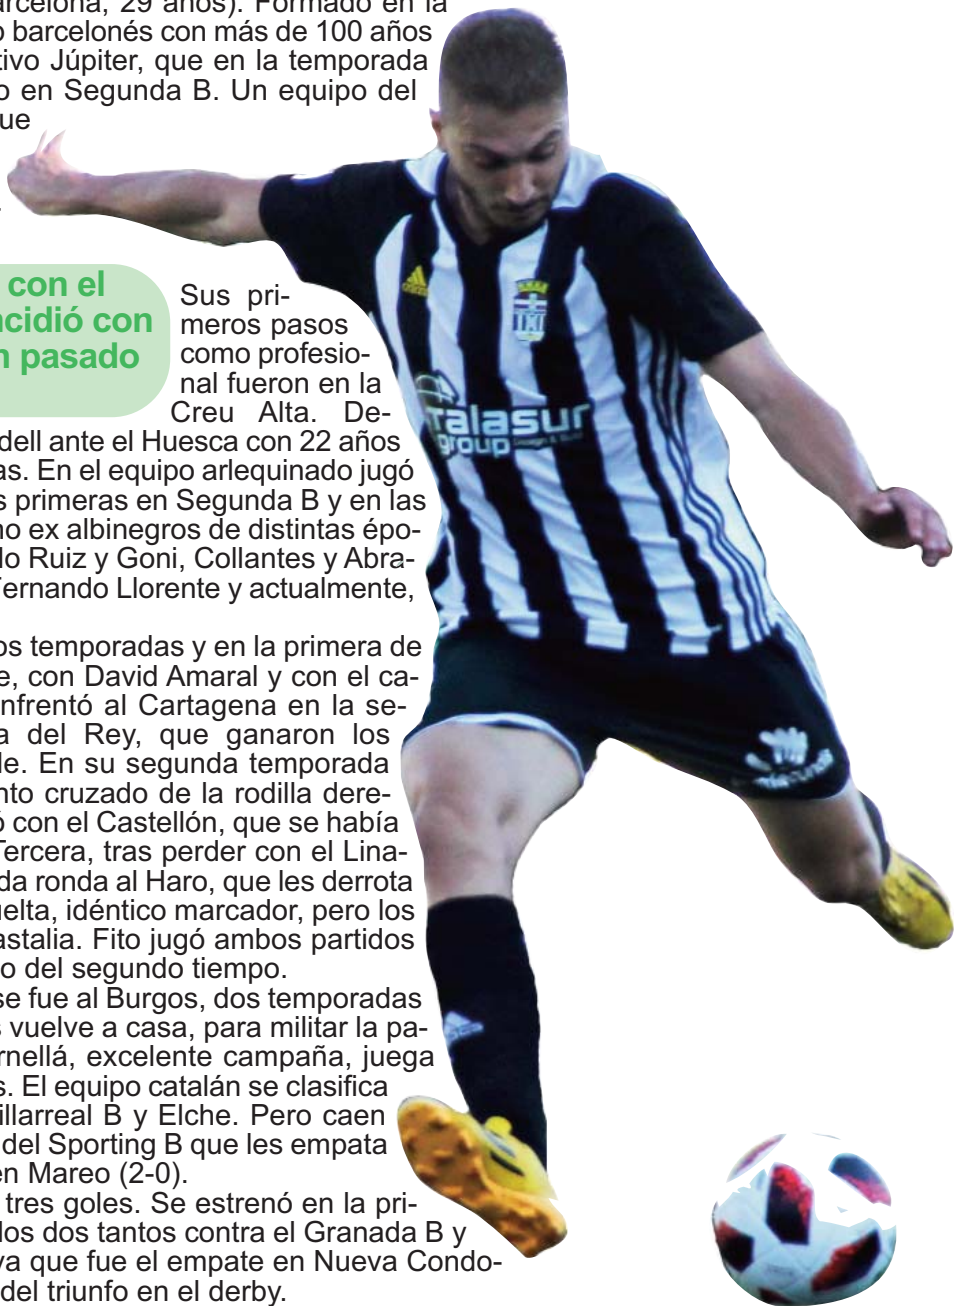 arcelona, 29 años). Formado en la
o barcelonés con más de 100 años
tivo Júpiter, que en la temporada
o en Segunda B. Un equipo del
ue
con el
ncidió con
n pasado
Sus pri-
meros pasos
como profesio-
nal fueron en la
Creu Alta. De-
dell ante el Huesca con 22 años
as. En el equipo arlequinado jugó
s primeras en Segunda B y en las
mo ex albinegros de distintas épo-
do Ruiz y Goni, Collantes y Abra-
Fernando Llorente y actualmente,
os temporadas y en la primera de
e, con David Amaral y con el ca-
nfrentó al Cartagena en la se-
a del Rey, que ganaron los
le. En su segunda temporada
nto cruzado de la rodilla dere-
ó con el Castellón, que se había
Tercera, tras perder con el Lina-
da ronda al Haro, que les derrota
uelta, idéntico marcador, pero los
astalia. Fito jugó ambos partidos
o del segundo tiempo.
se fue al Burgos, dos temporadas
s vuelve a casa, para militar la pa-
rnellá, excelente campaña, juega
s. El equipo catalán se clasifica
illarreal B y Elche. Pero caen
del Sporting B que les empata
en Mareo (2-0).
tres goles. Se estrenó en la pri-
los dos tantos contra el Granada B y
va que fue el empate en Nueva Condo-
del triunfo en el derby.
talasur
group